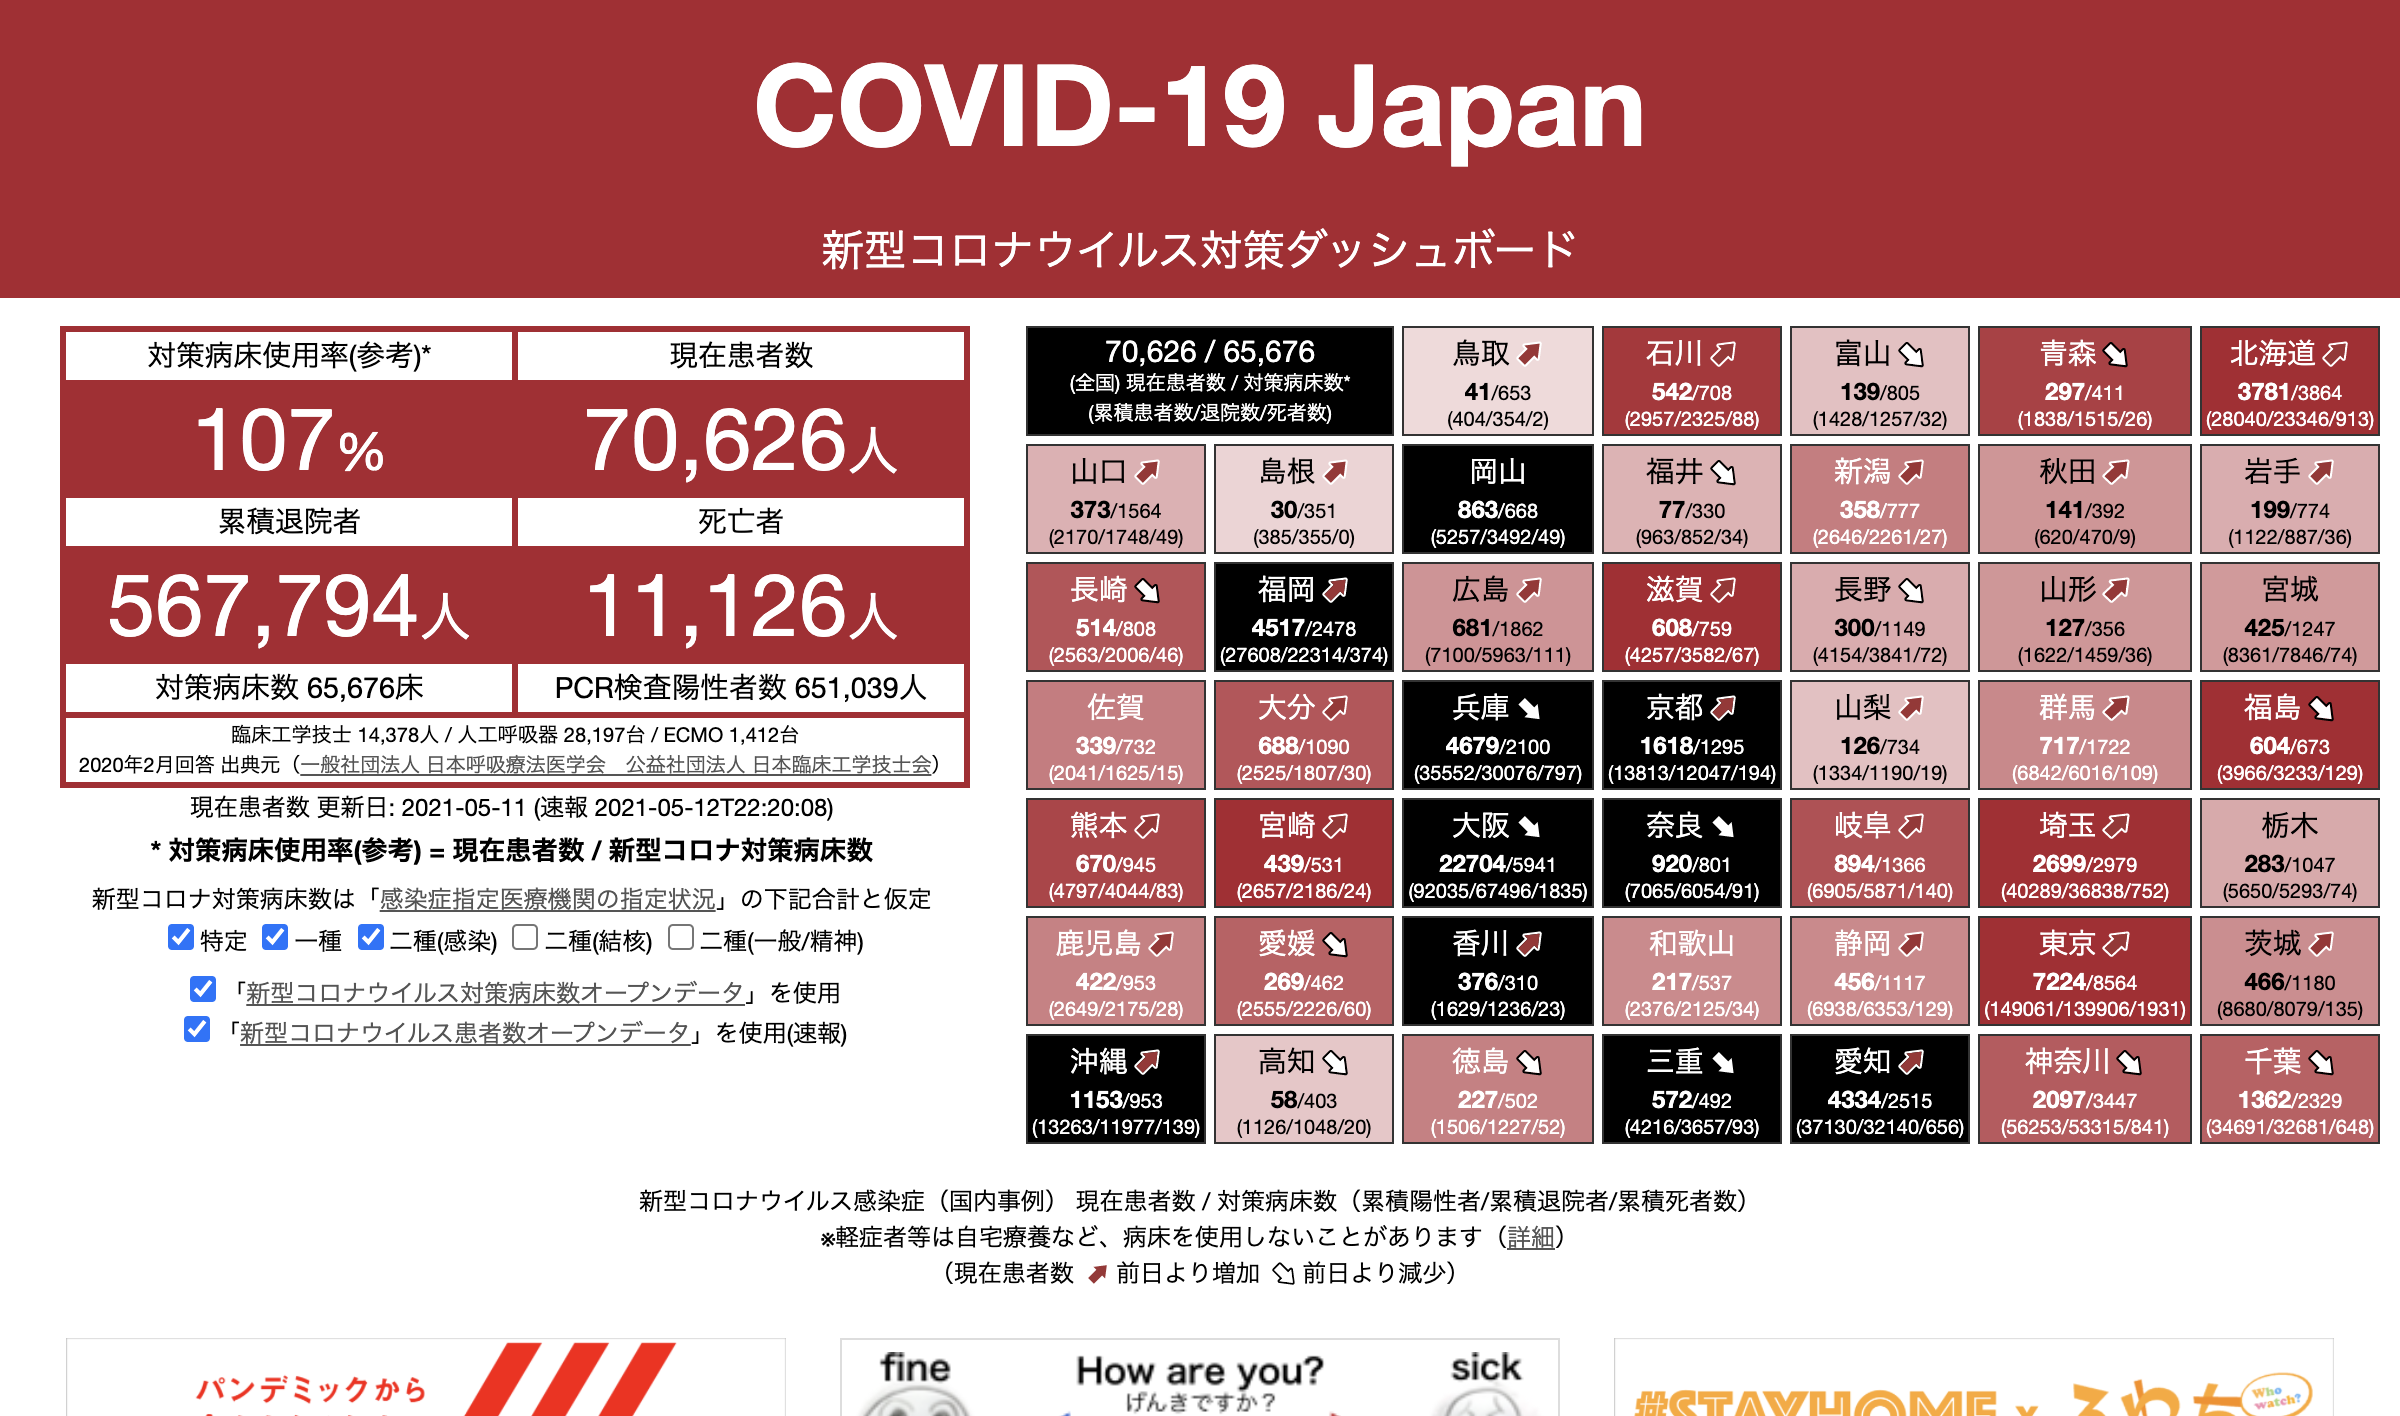 COVID-19 Japan
新型コロナウイルス対策ダッシュボード
対策病床使用率(参考)* 現在患者数
107% 70,626人
累積退院者 死亡者
567,794人 11,126人
対策病床数 65,676床 PCR検査陽性者数 651,039人
臨床工学技士 14,378人 / 人工呼吸器 28,197台 / ECMO 1,412台
2020年2月回答 出典元（一般社団法人 日本呼吸療法医学会　公益社団法人 日本臨床工学技士会）
現在患者数 更新日: 2021-05-11 (速報 2021-05-12T22:20:08)
* 対策病床使用率(参考) = 現在患者数 / 新型コロナ対策病床数
新型コロナ対策病床数は「感染症指定医療機関の指定状況」の下記合計と仮定
特定 一種 二種(感染) 二種(結核) 二種(一般/精神)
「新型コロナウイルス対策病床数オープンデータ」を使用
「新型コロナウイルス患者数オープンデータ」を使用(速報)
70,626 / 65,676
(全国) 現在患者数 / 対策病床数*
(累積患者数/退院数/死者数)
鳥取
41/653
(404/354/2)
石川
542/708
(2957/2325/88)
富山
139/805
(1428/1257/32)
青森
297/411
(1838/1515/26)
北海道
3781/3864
(28040/23346/913)
山口
373/1564
(2170/1748/49)
島根
30/351
(385/355/0)
岡山
863/668
(5257/3492/49)
福井
77/330
(963/852/34)
新潟
358/777
(2646/2261/27)
秋田
141/392
(620/470/9)
岩手
199/774
(1122/887/36)
長崎
514/808
(2563/2006/46)
福岡
4517/2478
(27608/22314/374)
広島
681/1862
(7100/5963/111)
滋賀
608/759
(4257/3582/67)
長野
300/1149
(4154/3841/72)
山形
127/356
(1622/1459/36)
宮城
425/1247
(8361/7846/74)
佐賀
339/732
(2041/1625/15)
大分
688/1090
(2525/1807/30)
兵庫
4679/2100
(35552/30076/797)
京都
1618/1295
(13813/12047/194)
山梨
126/734
(1334/1190/19)
群馬
717/1722
(6842/6016/109)
福島
604/673
(3966/3233/129)
熊本
670/945
(4797/4044/83)
宮崎
439/531
(2657/2186/24)
大阪
22704/5941
(92035/67496/1835)
奈良
920/801
(7065/6054/91)
岐阜
894/1366
(6905/5871/140)
埼玉
2699/2979
(40289/36838/752)
栃木
283/1047
(5650/5293/74)
鹿児島
422/953
(2649/2175/28)
愛媛
269/462
(2555/2226/60)
香川
376/310
(1629/1236/23)
和歌山
217/537
(2376/2125/34)
静岡
456/1117
(6938/6353/129)
東京
7224/8564
(149061/139906/1931)
茨城
466/1180
(8680/8079/135)
沖縄
1153/953
(13263/11977/139)
高知
58/403
(1126/1048/20)
徳島
227/502
(1506/1227/52)
三重
572/492
(4216/3657/93)
愛知
4334/2515
(37130/32140/656)
神奈川
2097/3447
(56253/53315/841)
千葉
1362/2329
(34691/32681/648)
新型コロナウイルス感染症（国内事例） 現在患者数 / 対策病床数（累積陽性者/累積退院者/累積死者数）
※軽症者等は自宅療養など、病床を使用しないことがあります（詳細）
（現在患者数 前日より増加 前日より減少）
パンデミックから
fine How are you? sick
げんきですか？
#STAYHOME x ふわっち
Who watch?